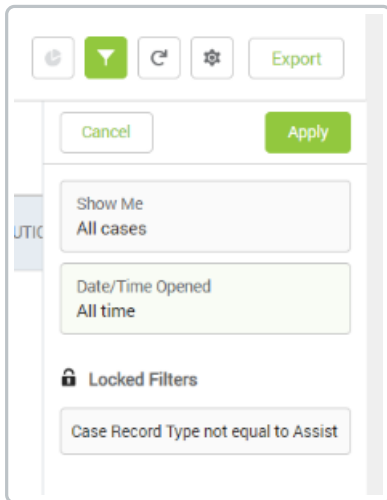 Export
Cancel
Apply
Show Me
All cases
UTIO
Date/Time Opened
All time
Locked Filters
Case Record Type not equal to Assist